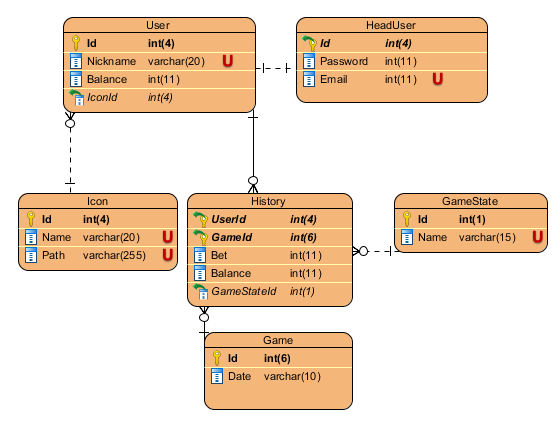 User
Id int(4)
Nickname varchar(20) U
Balance int(11)
IconId int(4)
HeadUser
Id int(4)
Password int(11)
Email int(11) U
Icon
Id int(4)
Name varchar(20) U
Path varchar(255) U
History
UserId int(4)
GameId int(6)
Bet int(11)
Balance int(11)
GameStateId int(1)
GameState
Id int(1)
Name varchar(15) U
Game
Id int(6)
Date varchar(10)